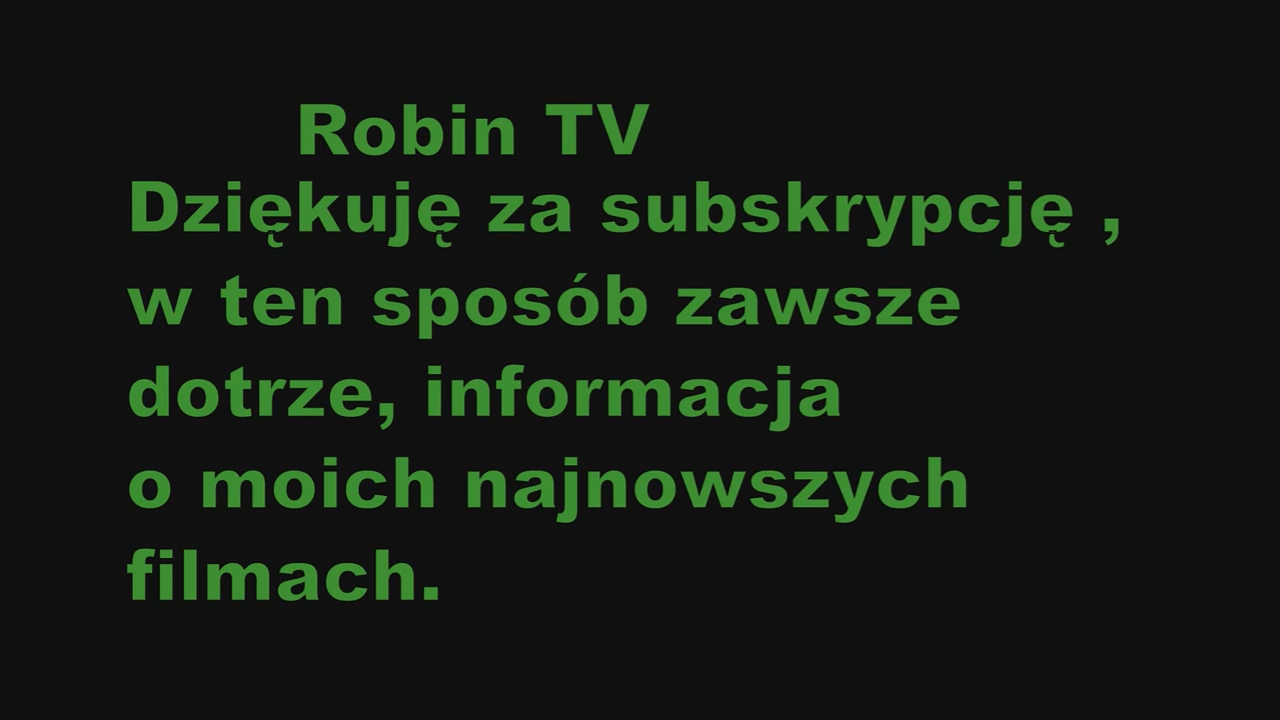 Robin TV
Dziękuję za subskrypcję ,
w ten sposób zawsze
dotrze, informacja
o moich najnowszych
filmach.